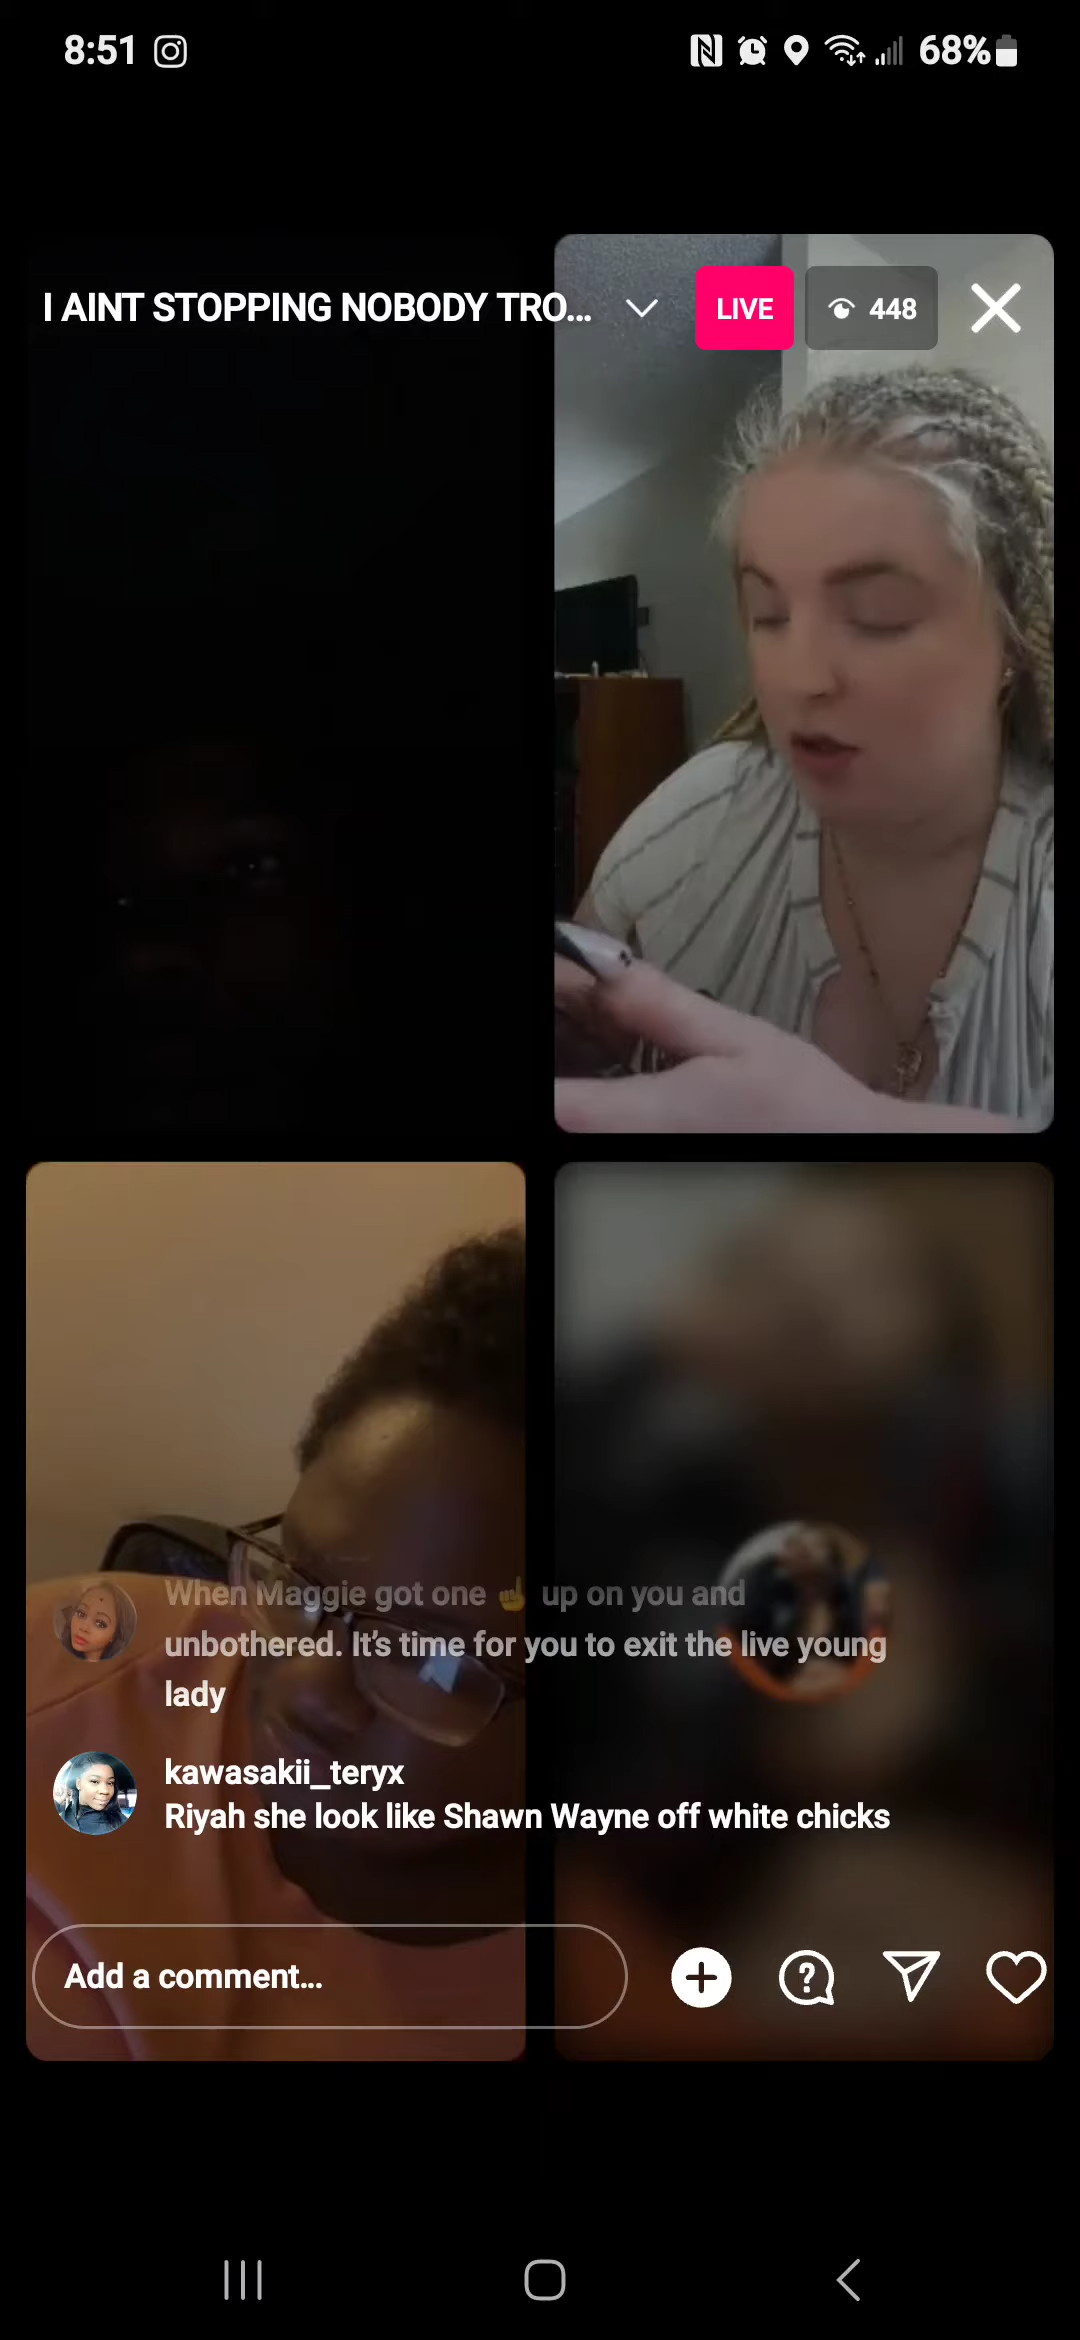 8:51
68%
I AINT STOPPING NOBODY TRO...
LIVE
448
When Maggie got one ☝️ up on you and
unbothered. It's time for you to exit the live young
lady
kawasakii_teryx
Riyah she look like Shawn Wayne off white chicks
Add a comment...